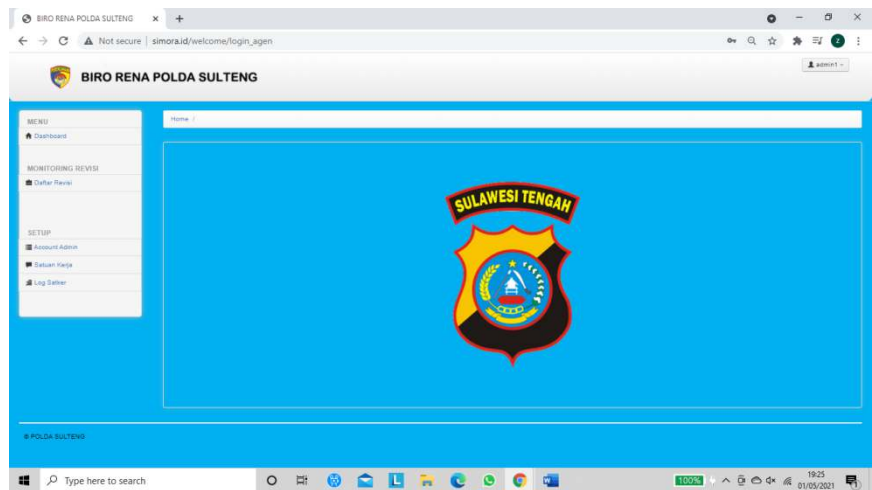 BIRO RENA POLDA SULTENG
Not secure | simora.id/welcome/login_agen
BIRO RENA POLDA SULTENG
admin1
MENU
Dashboard
MONITORING REVISI
Daftar Revisi
SETUP
Account Admin
Satuan Kerja
Log Satker
Home /
SULAWESI TENGAH
© POLDA SULTENG
Type here to search
100%
19:25
01/05/2021